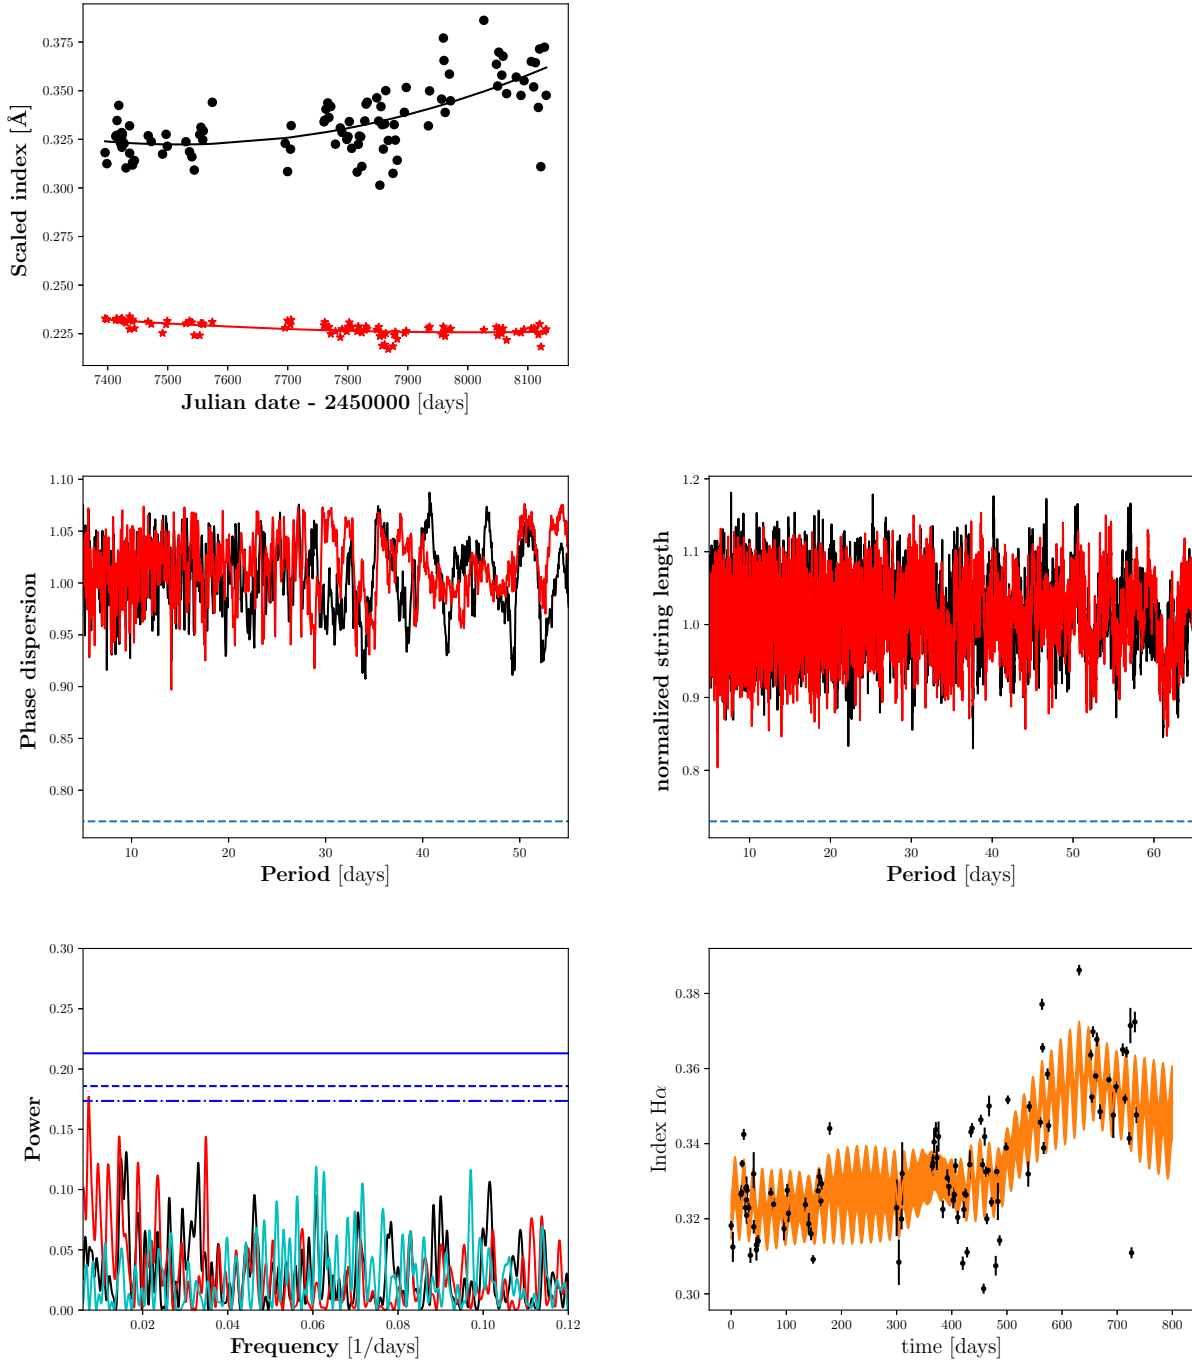 0.375
0.350
0.325
0.300
0.275
0.250
0.225
Scaled index [Å]
7400 7500 7600 7700 7800 7900 8000 8100
Julian date - 2450000 [days]
1.10
1.05
1.00
0.95
0.90
0.85
0.80
Phase dispersion
10 20 30 40 50
Period [days]
1.2
1.1
1.0
0.9
0.8
normalized string length
10 20 30 40 50 60
Period [days]
0.30
0.25
0.20
0.15
0.10
0.05
0.00
Power
0.02 0.04 0.06 0.08 0.10 0.12
Frequency [1/days]
0.38
0.36
0.34
0.32
0.30
Index Hα
0 100 200 300 400 500 600 700 800
time [days]